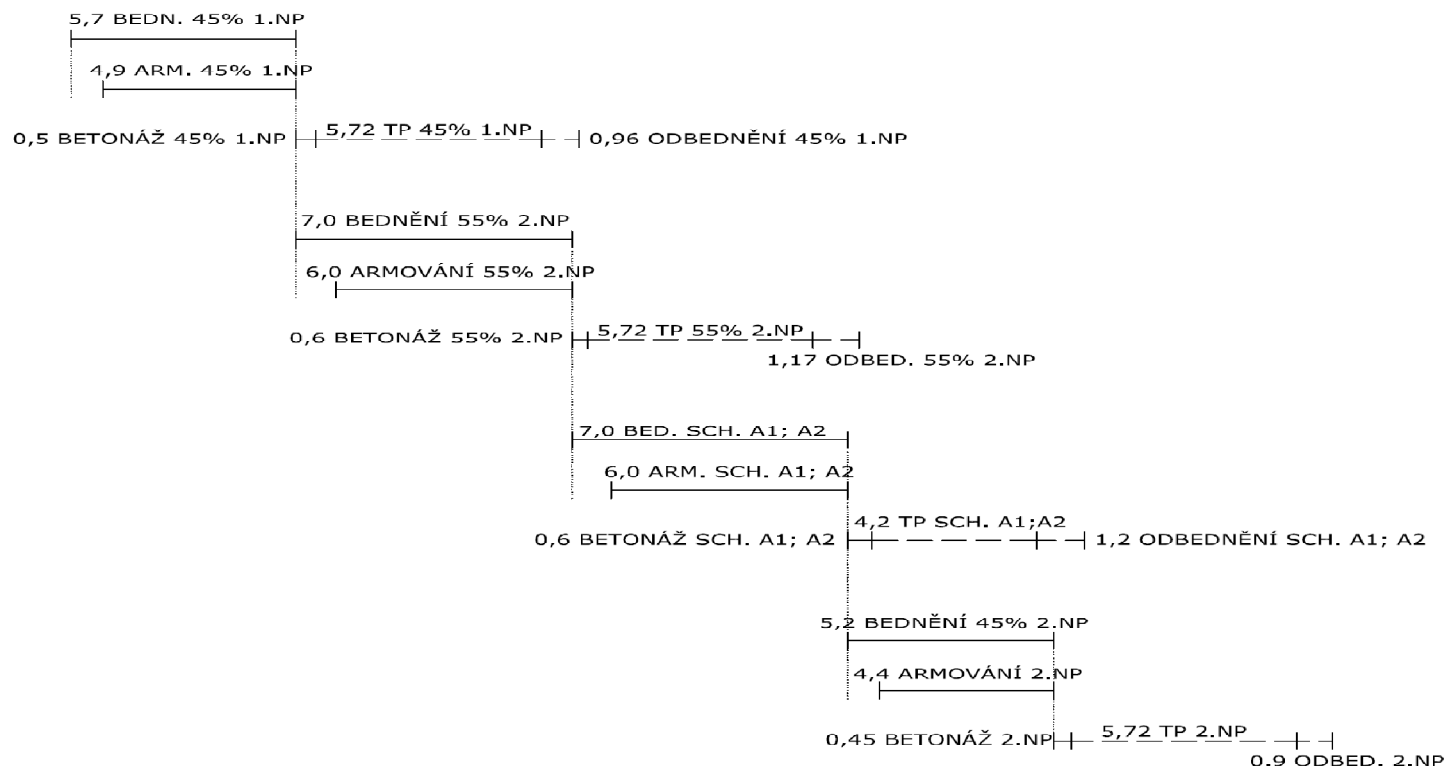 5,7 BEDN. 45% 1.NP
4,9 ARM. 45% 1.NP
0,5 BETONÁŽ 45% 1.NP
5,72 TP 45% 1.NP
0,96 ODBEDNĚNÍ 45% 1.NP
7,0 BEDNĚNÍ 55% 2.NP
6,0 ARMOVÁNÍ 55% 2.NP
0,6 BETONÁŽ 55% 2.NP
5,72 TP 55% 2.NP
1,17 ODBED. 55% 2.NP
7,0 BED. SCH. A1; A2
6,0 ARM. SCH. A1; A2
0,6 BETONÁŽ SCH. A1; A2
4,2 TP SCH. A1;A2
1,2 ODBEDNĚNÍ SCH. A1; A2
5,2 BEDNĚNÍ 45% 2.NP
4,4 ARMOVÁNÍ 2.NP
0,45 BETONÁŽ 2.NP
5,72 TP 2.NP
0,9 ODBED. 2.NP